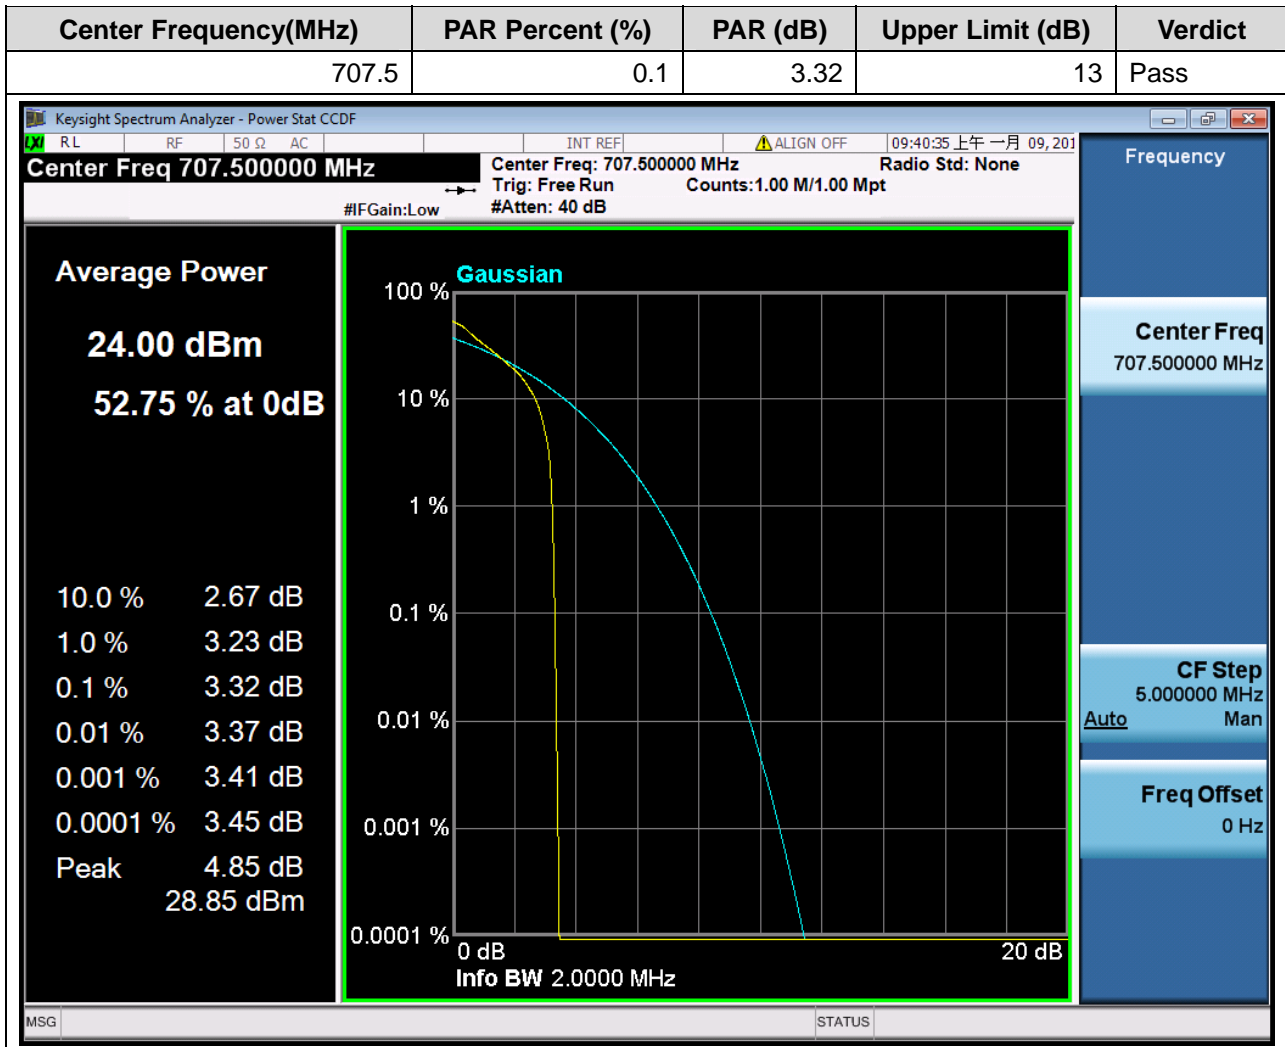 Center Frequency(MHz) PAR Percent (%) PAR (dB) Upper Limit (dB) Verdict
707.5 0.1 3.32 13 Pass
Keysight Spectrum Analyzer - Power Stat CCDF
LXI RL RF 50 Ω AC INT REF ALIGN OFF 09:40:35 上午 一月 09, 201
Center Freq 707.500000 MHz
Center Freq: 707.500000 MHz Radio Std: None
Trig: Free Run Counts:1.00 M/1.00 Mpt
#IFGain:Low #Atten: 40 dB
Average Power
24.00 dBm
52.75 % at 0dB
10.0 % 2.67 dB
1.0 % 3.23 dB
0.1 % 3.32 dB
0.01 % 3.37 dB
0.001 % 3.41 dB
0.0001 % 3.45 dB
Peak 4.85 dB
28.85 dBm
Gaussian
100 %
10 %
1 %
0.1 %
0.01 %
0.001 %
0.0001 %
0 dB 20 dB
Info BW 2.0000 MHz
Frequency
Center Freq
707.500000 MHz
CF Step
5.000000 MHz
Auto Man
Freq Offset
0 Hz
MSG STATUS